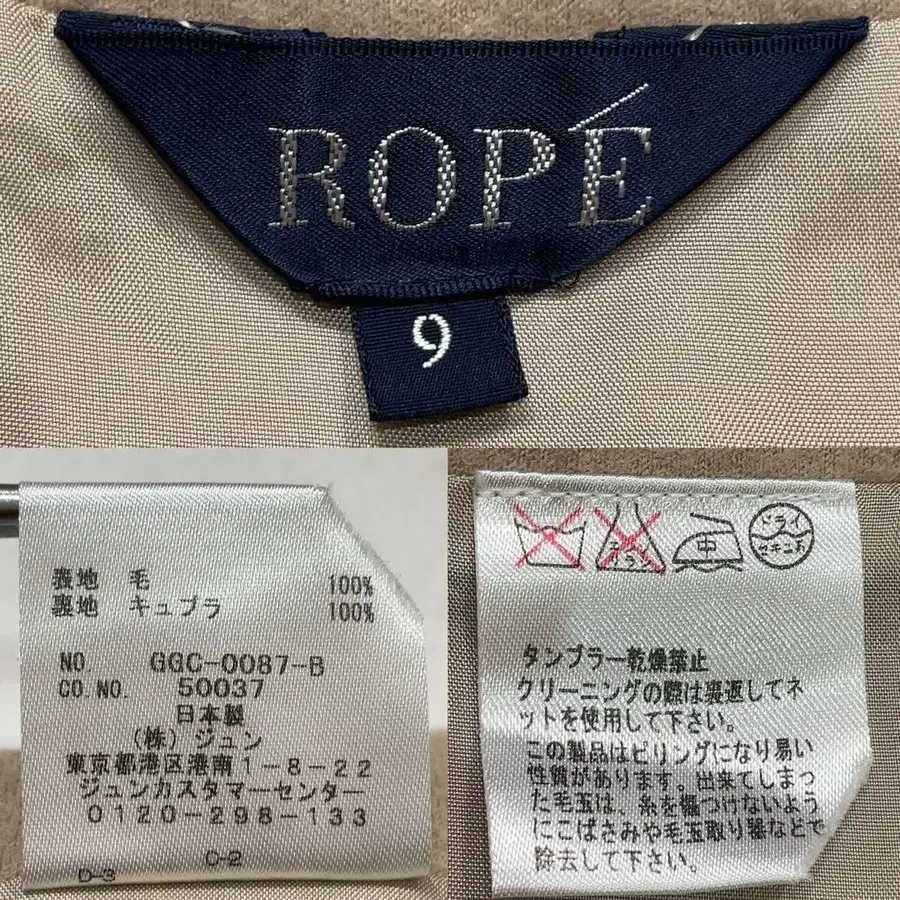 ROPÉ
9
表地 毛 100%
裏地 キュプラ 100%
NO. GGC-0087-B
CO.NO. 50037
日本製
(株) ジュン
東京都港区港南1-8-22
ジュンカスタマーセンター
0120-298-133
C-2
D-3
エンソ サラシ
中
ドライ
セキユ系
タンブラー乾燥禁止
クリーニングの際は裏返してネ
ットを使用して下さい。
この製品はピリングになり易い
性質があります。出来てしまっ
た毛玉は、糸を傷つけないよう
にこばさみや毛玉取り器などで
除去して下さい。